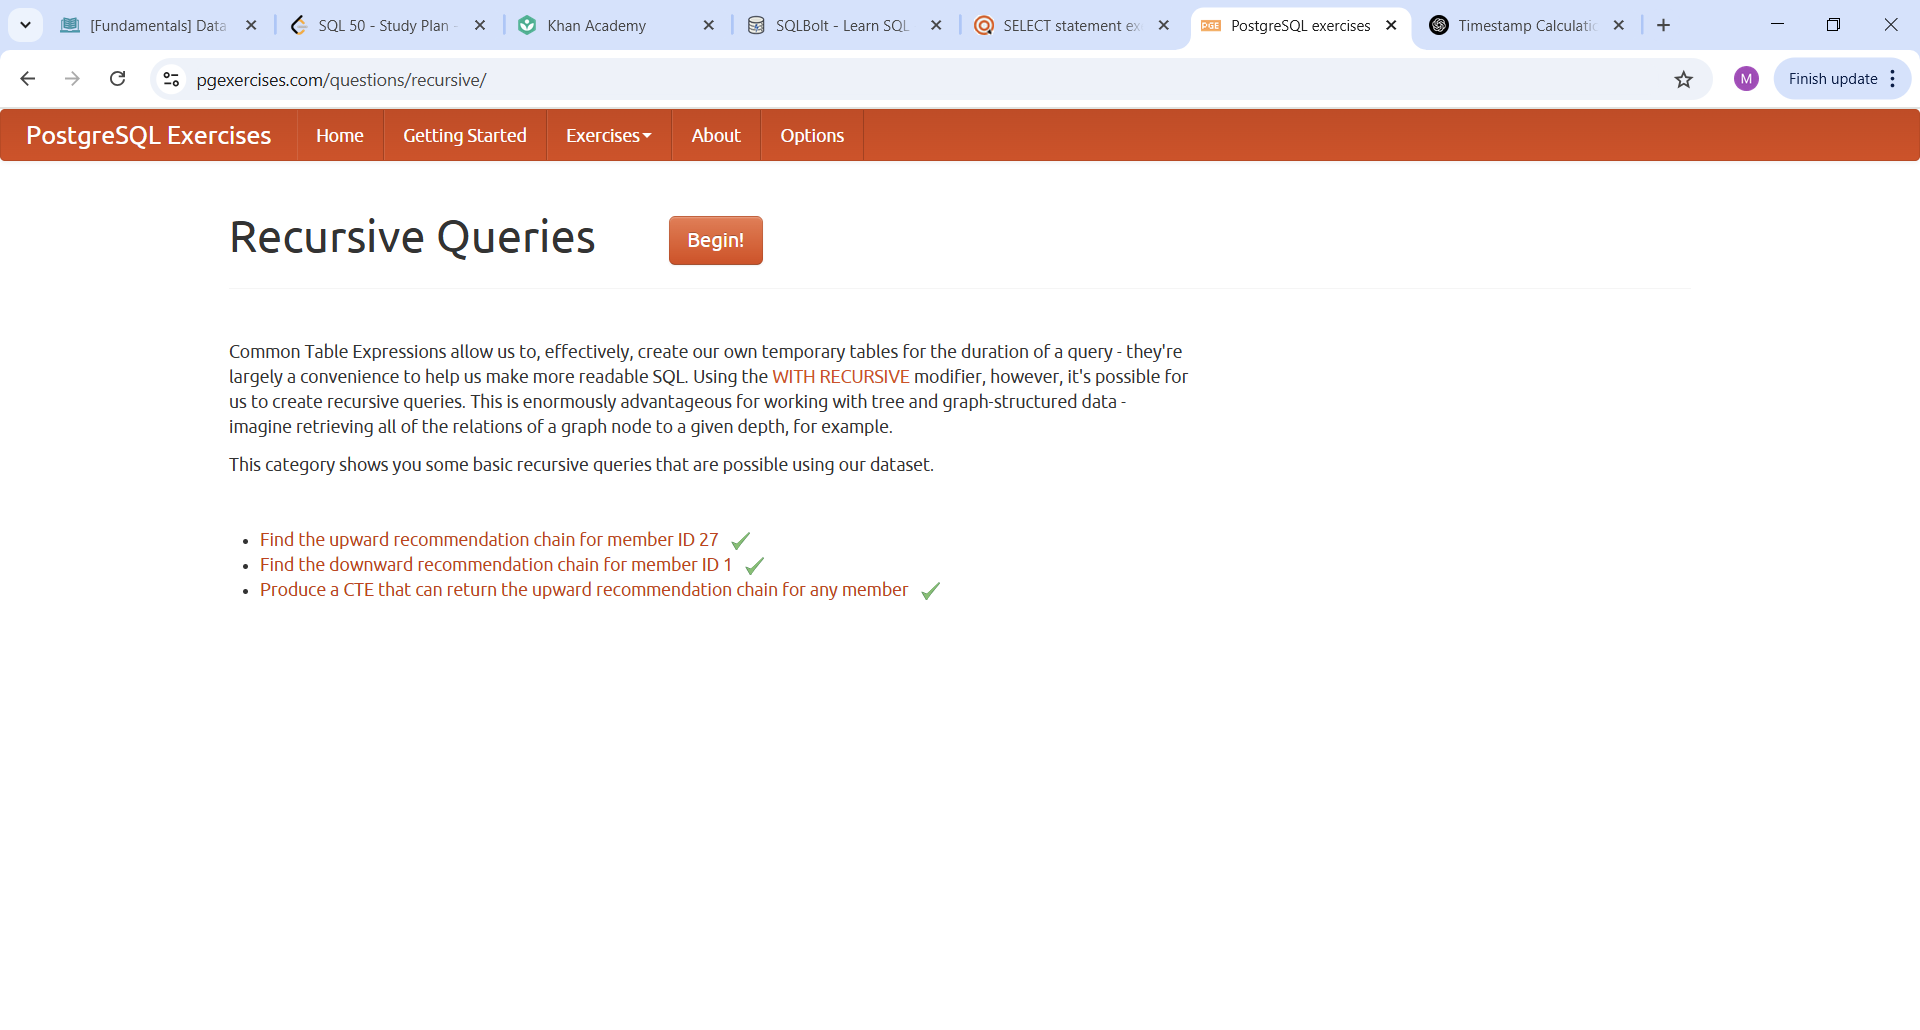 [Fundamentals] Data
SQL 50 - Study Plan -
Khan Academy
SQLBolt - Learn SQL
SELECT statement ex
PGE
PostgreSQL exercises
Timestamp Calculatio
pgexercises.com/questions/recursive/
M
Finish update
PostgreSQL Exercises
Home
Getting Started
Exercises
About
Options
Recursive Queries
Begin!
Common Table Expressions allow us to, effectively, create our own temporary tables for the duration of a query - they're
largely a convenience to help us make more readable SQL. Using the WITH RECURSIVE modifier, however, it's possible for
us to create recursive queries. This is enormously advantageous for working with tree and graph-structured data -
imagine retrieving all of the relations of a graph node to a given depth, for example.
This category shows you some basic recursive queries that are possible using our dataset.
• Find the upward recommendation chain for member ID 27
• Find the downward recommendation chain for member ID 1
• Produce a CTE that can return the upward recommendation chain for any member